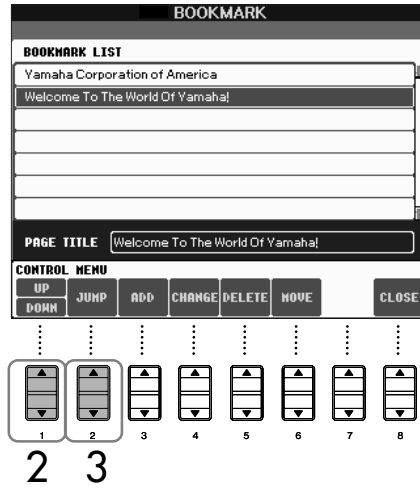 BOOKMARK
BOOKMARK LIST
Yamaha Corporation of America
Welcome To The World Of Yamaha!
PAGE TITLE Welcome To The World Of Yamaha!
CONTROL MENU
UP
DOWN
JUMP ADD CHANGE DELETE MOVE CLOSE
1 2 3 4 5 6 7 8
2 3